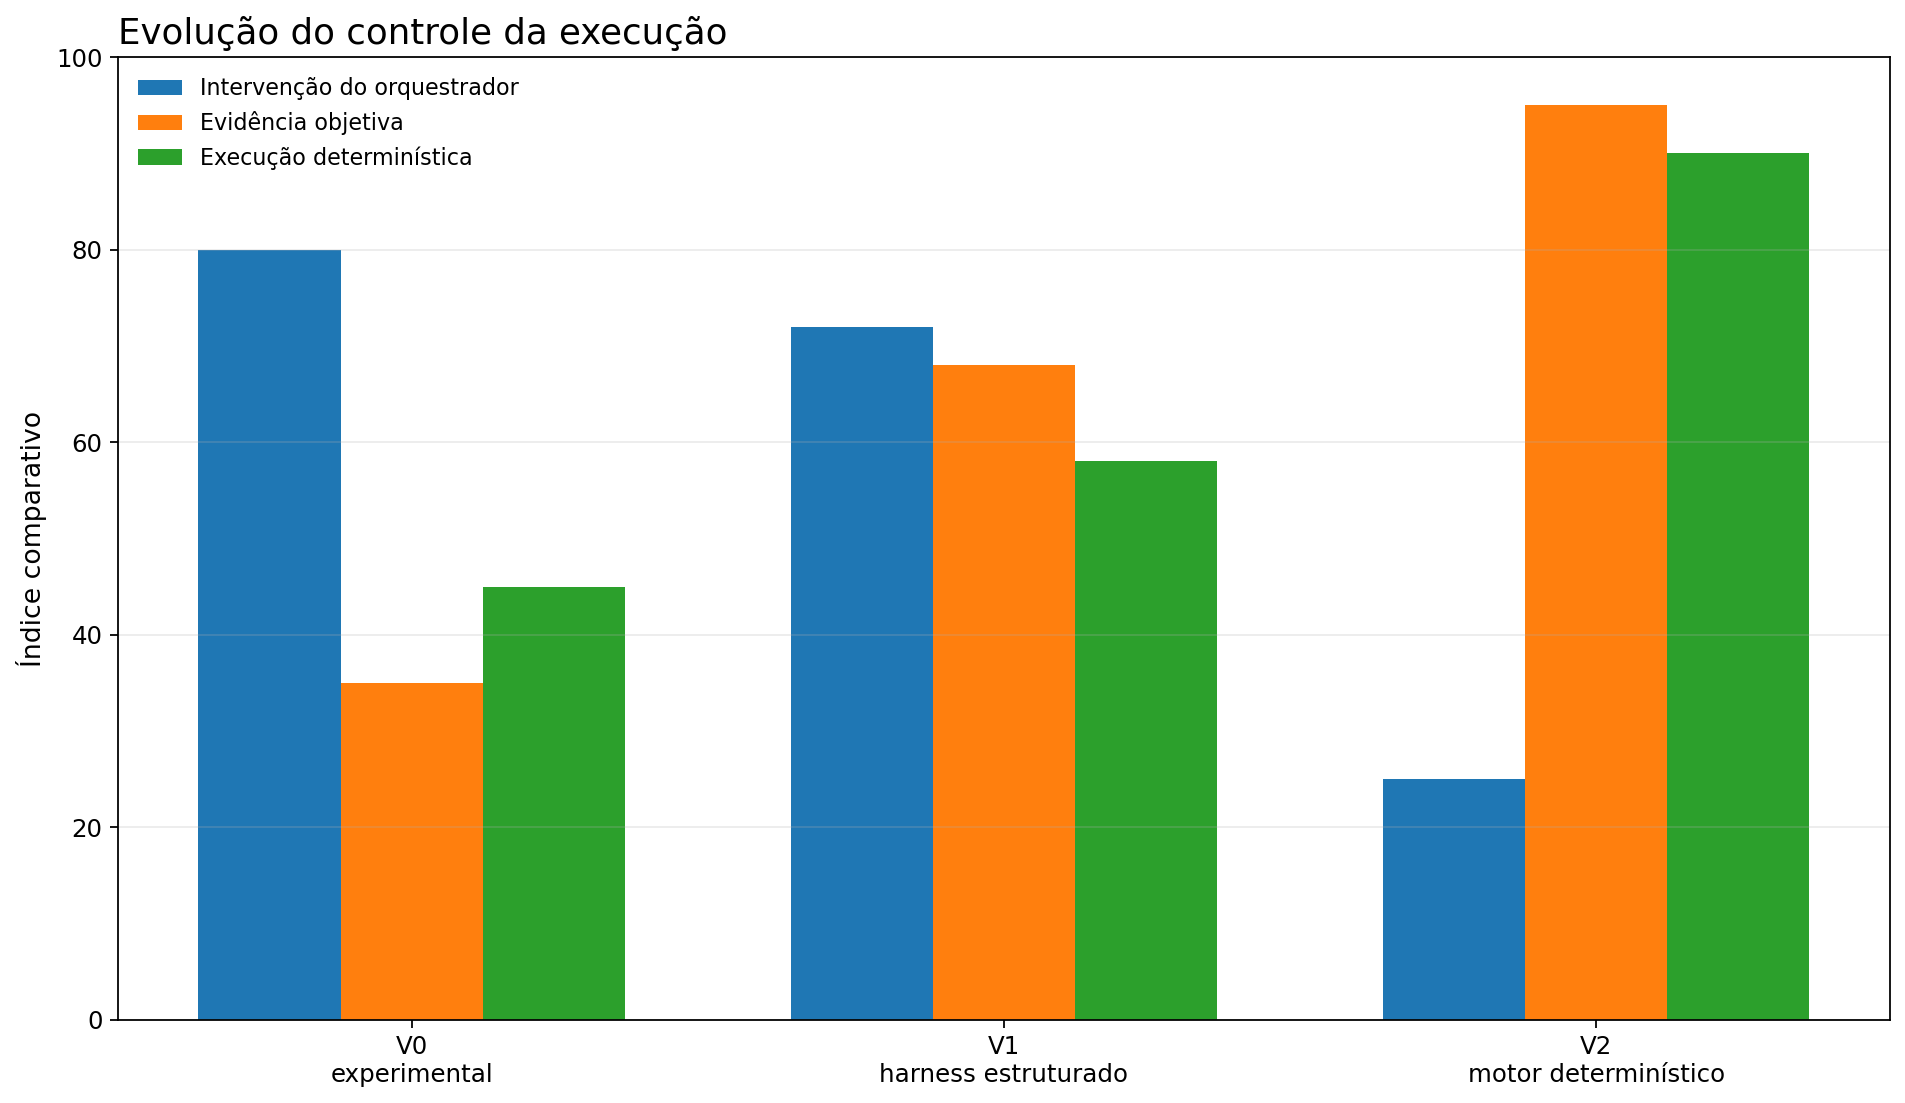 Evolução do controle da execução
Índice comparativo
100
80
60
40
20
0
Intervenção do orquestrador
Evidência objetiva
Execução determinística
V0
experimental
V1
harness estruturado
V2
motor determinístico